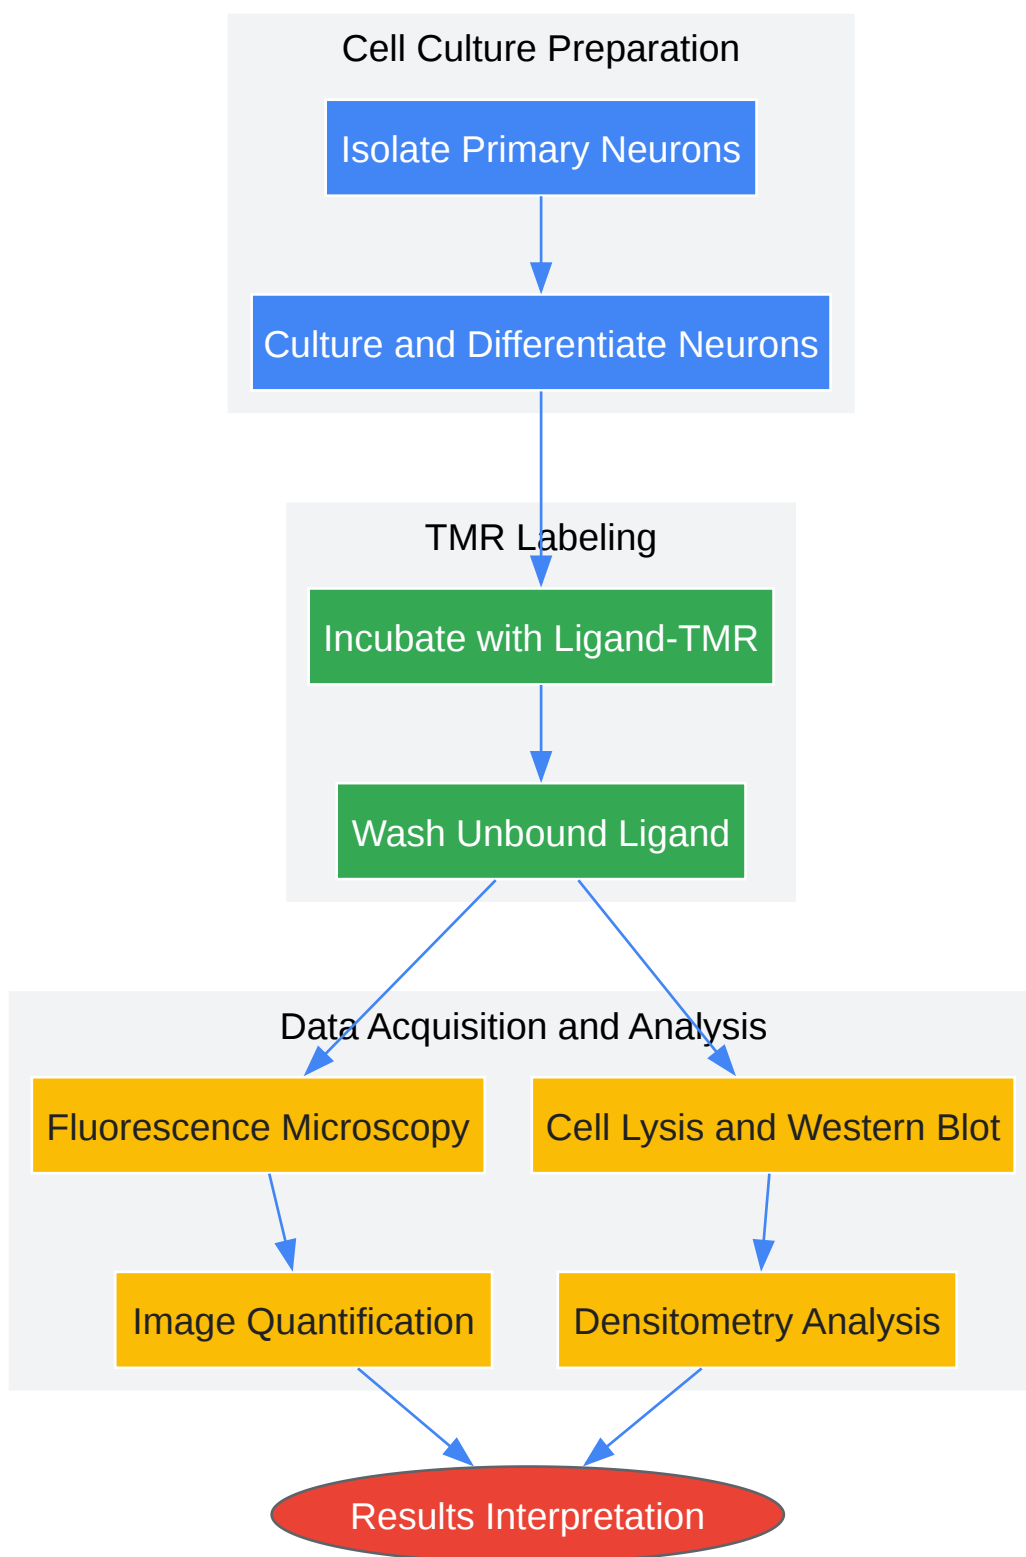 Cell Culture Preparation
Isolate Primary Neurons
Culture and Differentiate Neurons
TMR Labeling
Incubate with Ligand-TMR
Wash Unbound Ligand
Data Acquisition and Analysis
Fluorescence Microscopy
Cell Lysis and Western Blot
Image Quantification
Densitometry Analysis
Results Interpretation